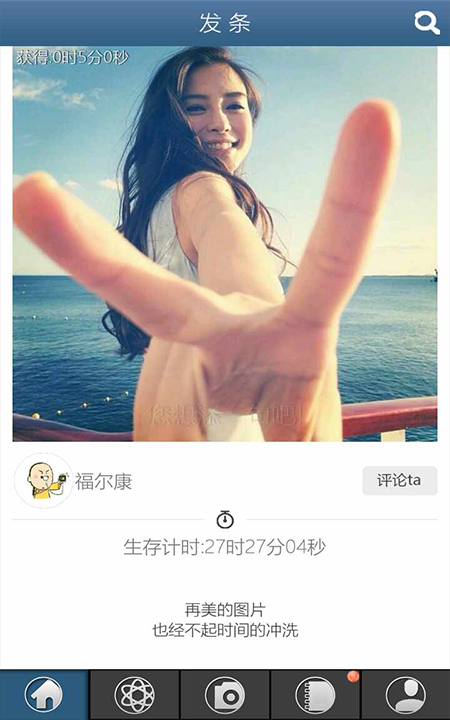 发条
获得:0时5分0秒
福尔康
评论ta
生存计时:27时27分04秒
再美的图片
也经不起时间的冲洗